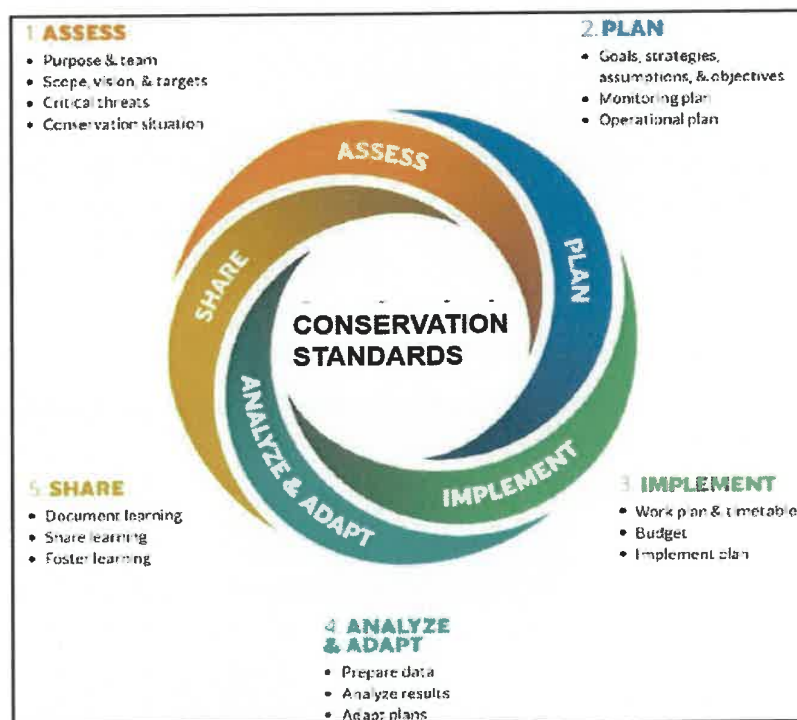 1. ASSESS
• Purpose & team
• Scope, vision, & targets
• Critical threats
• Conservation situation
2. PLAN
• Goals, strategies,
assumptions, & objectives
• Monitoring plan
• Operational plan
ASSESS
PLAN
SHARE
CONSERVATION
STANDARDS
ANALYZE & ADAPT
IMPLEMENT
5. SHARE
• Document learning
• Share learning
• Foster learning
3. IMPLEMENT
• Work plan & timetable
• Budget
• Implement plan
4. ANALYZE
& ADAPT
• Prepare data
• Analyze results
• Adapt plans